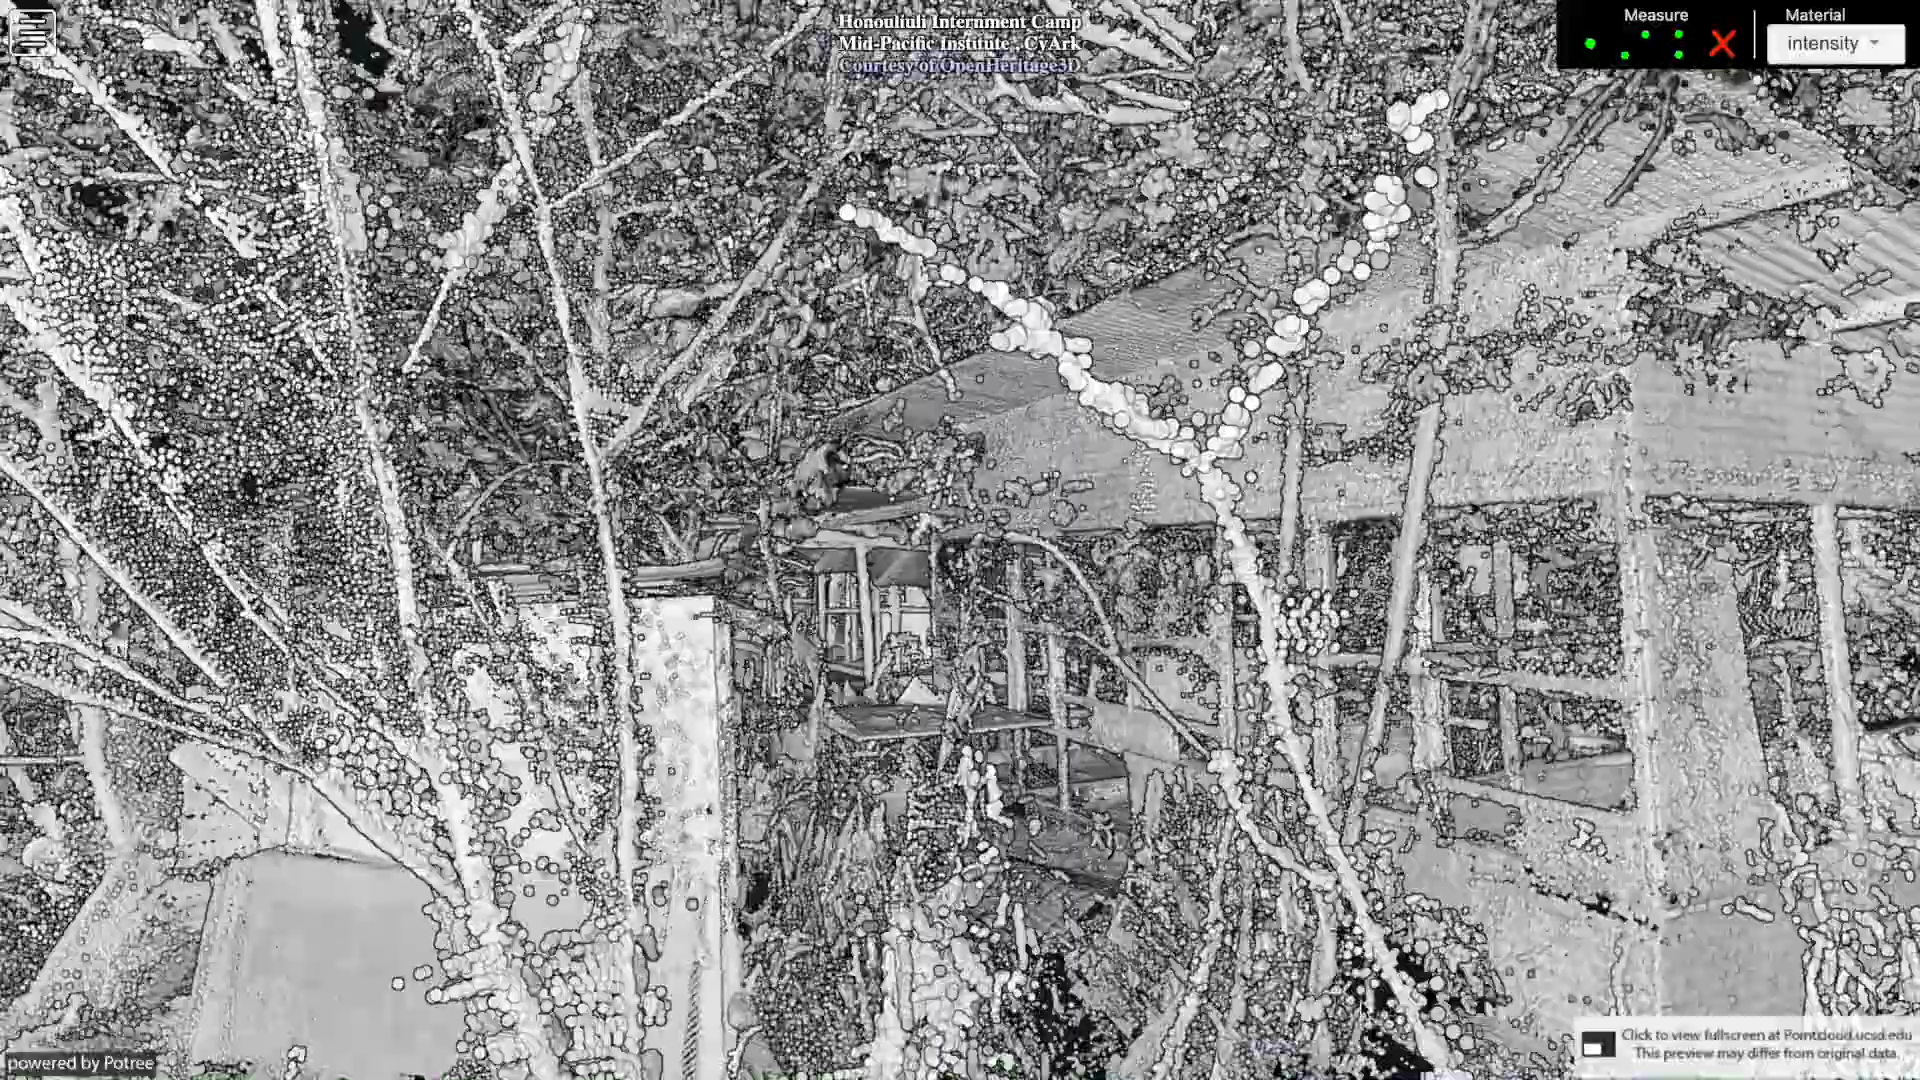 Honouliuli Internment Camp
Mid-Pacific Institute , CyArk
Courtesy of OpenHeritage3D
Measure
Material
intensity
powered by Potree
Click to view fullscreen at Pointcloud.ucsd.edu
This preview may differ from original data.